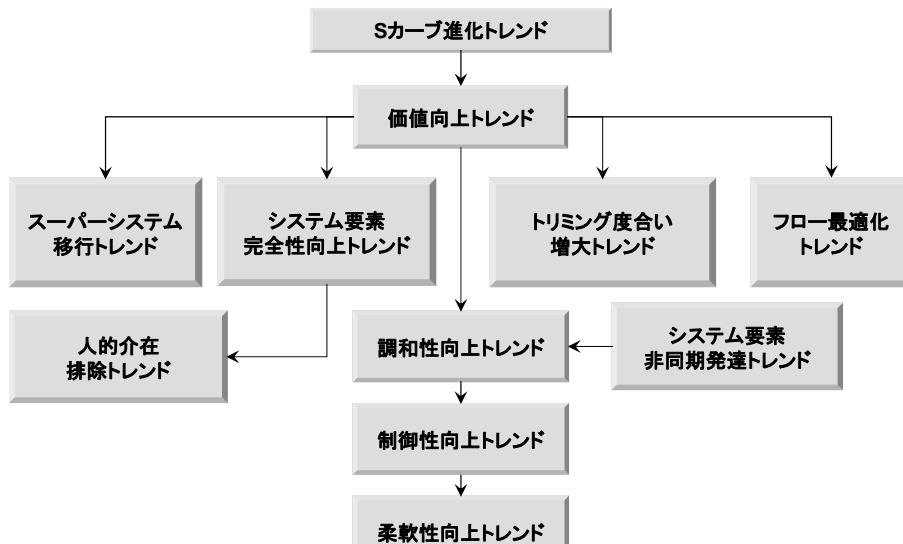 Sカーブ進化トレンド
価値向上トレンド
スーパーシステム
移行トレンド
システム要素
完全性向上トレンド
トリミング度合い
増大トレンド
フロー最適化
トレンド
人的介在
排除トレンド
調和性向上トレンド
システム要素
非同期発達トレンド
制御性向上トレンド
柔軟性向上トレンド